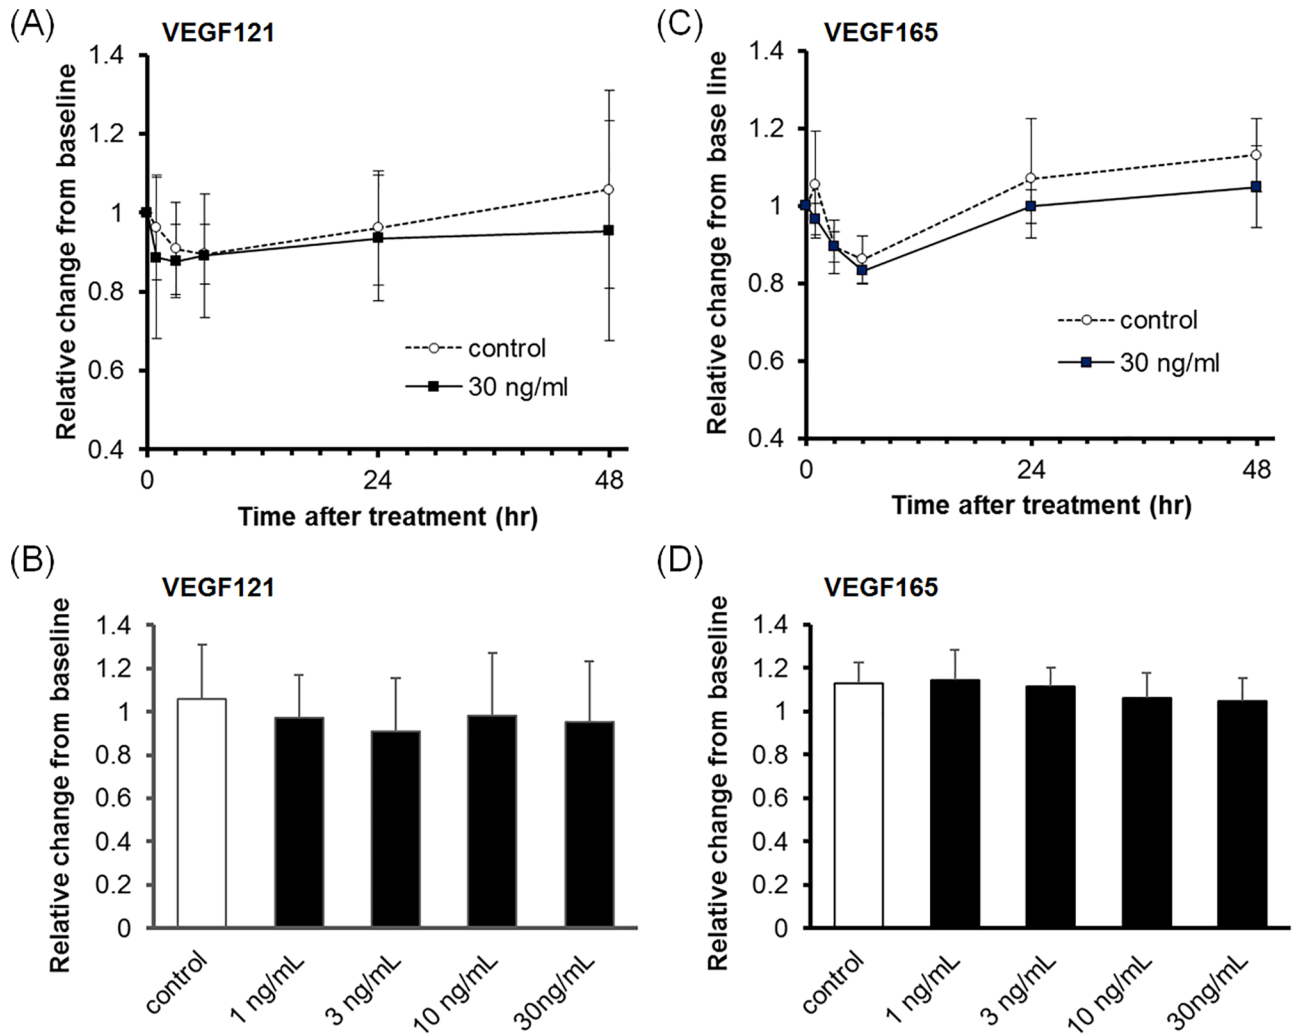 (A)
VEGF121
Relative change from baseline
1.4
1.2
1
0.8
0.6
0.4
control
30 ng/ml
0
24
48
Time after treatment (hr)
(C)
VEGF165
Relative change from base line
1.4
1.2
1
0.8
0.6
0.4
control
30 ng/ml
0
24
48
Time after treatment (hr)
(B)
VEGF121
Relative change from baseline
1.4
1.2
1
0.8
0.6
0.4
0.2
0
control
1 ng/mL
3 ng/mL
10 ng/mL
30ng/mL
(D)
VEGF165
Relative change from baseline
1.4
1.2
1
0.8
0.6
0.4
0.2
0
control
1 ng/mL
3 ng/mL
10 ng/mL
30ng/mL